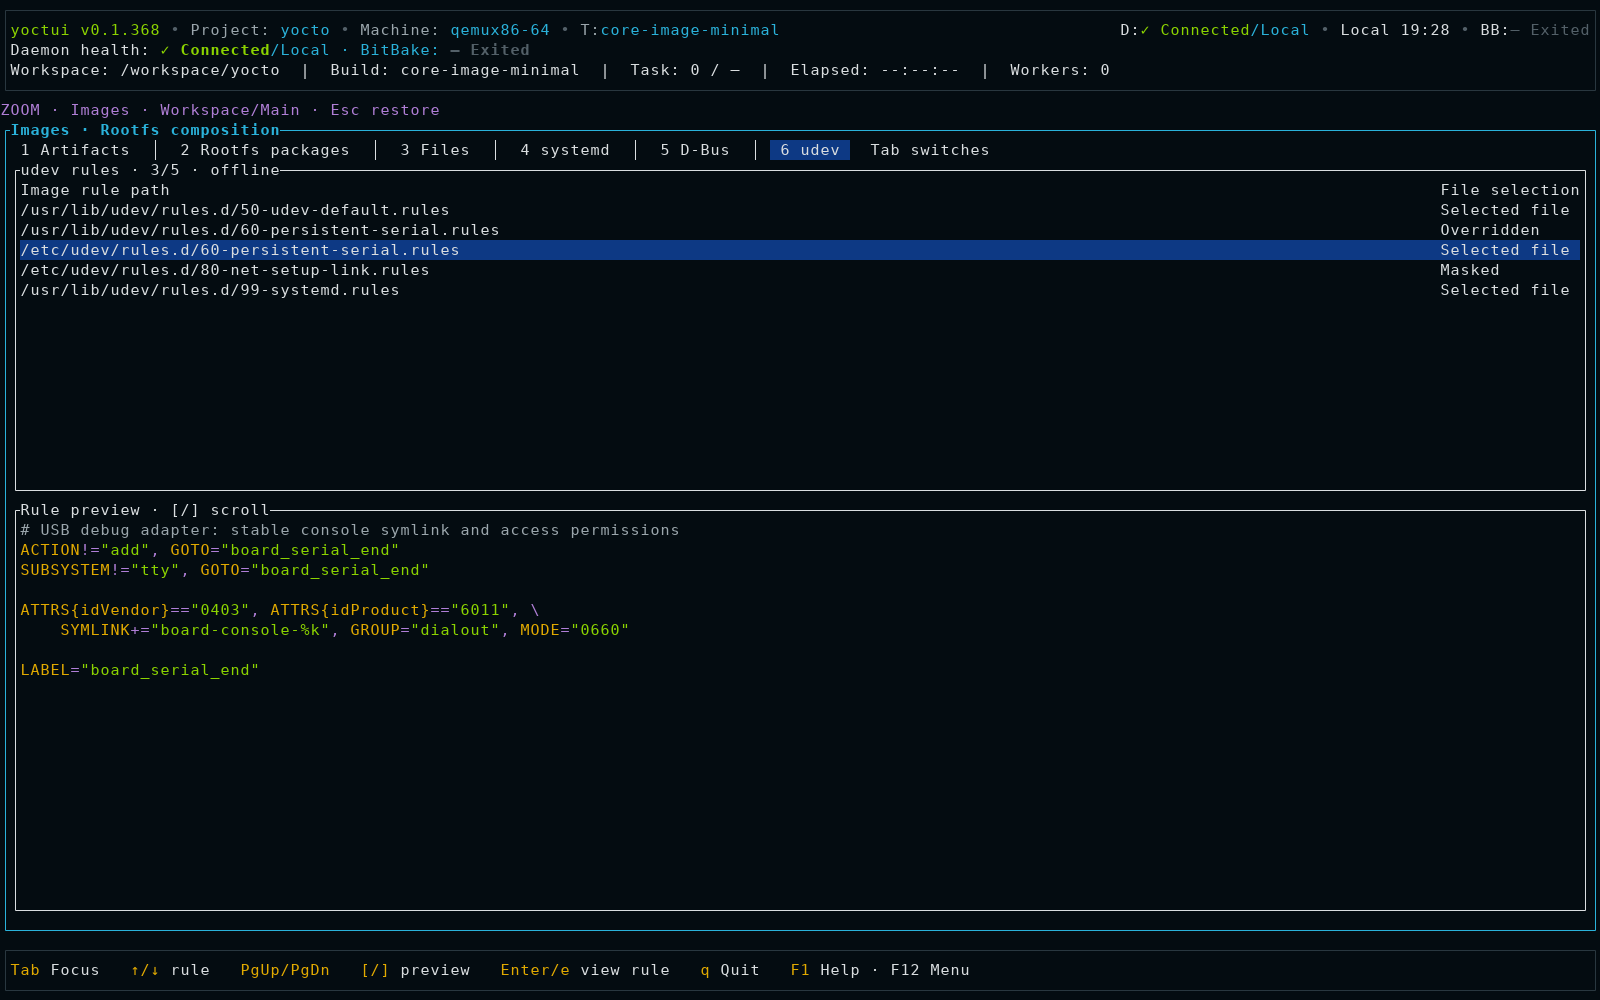 yoctui v0.1.368 • Project: yocto • Machine: qemux86-64 • T:core-image-minimal D:✓ Connected/Local • Local 19:28 • BB:— Exited
Daemon health: ✓ Connected/Local · BitBake: — Exited
Workspace: /workspace/yocto | Build: core-image-minimal | Task: 0 / — | Elapsed: --:--:-- | Workers: 0
ZOOM · Images · Workspace/Main · Esc restore
Images · Rootfs composition
1 Artifacts │ 2 Rootfs packages │ 3 Files │ 4 systemd │ 5 D-Bus │ 6 udev Tab switches
udev rules · 3/5 · offline
Image rule path File selection
/usr/lib/udev/rules.d/50-udev-default.rules Selected file
/usr/lib/udev/rules.d/60-persistent-serial.rules Overridden
/etc/udev/rules.d/60-persistent-serial.rules Selected file
/etc/udev/rules.d/80-net-setup-link.rules Masked
/usr/lib/udev/rules.d/99-systemd.rules Selected file
Rule preview · [/] scroll
# USB debug adapter: stable console symlink and access permissions
ACTION!="add", GOTO="board_serial_end"
SUBSYSTEM!="tty", GOTO="board_serial_end"
ATTRS{idVendor}=="0403", ATTRS{idProduct}=="6011", \
SYMLINK+="board-console-%k", GROUP="dialout", MODE="0660"
LABEL="board_serial_end"
Tab Focus ↑/↓ rule PgUp/PgDn [/] preview Enter/e view rule q Quit F1 Help · F12 Menu